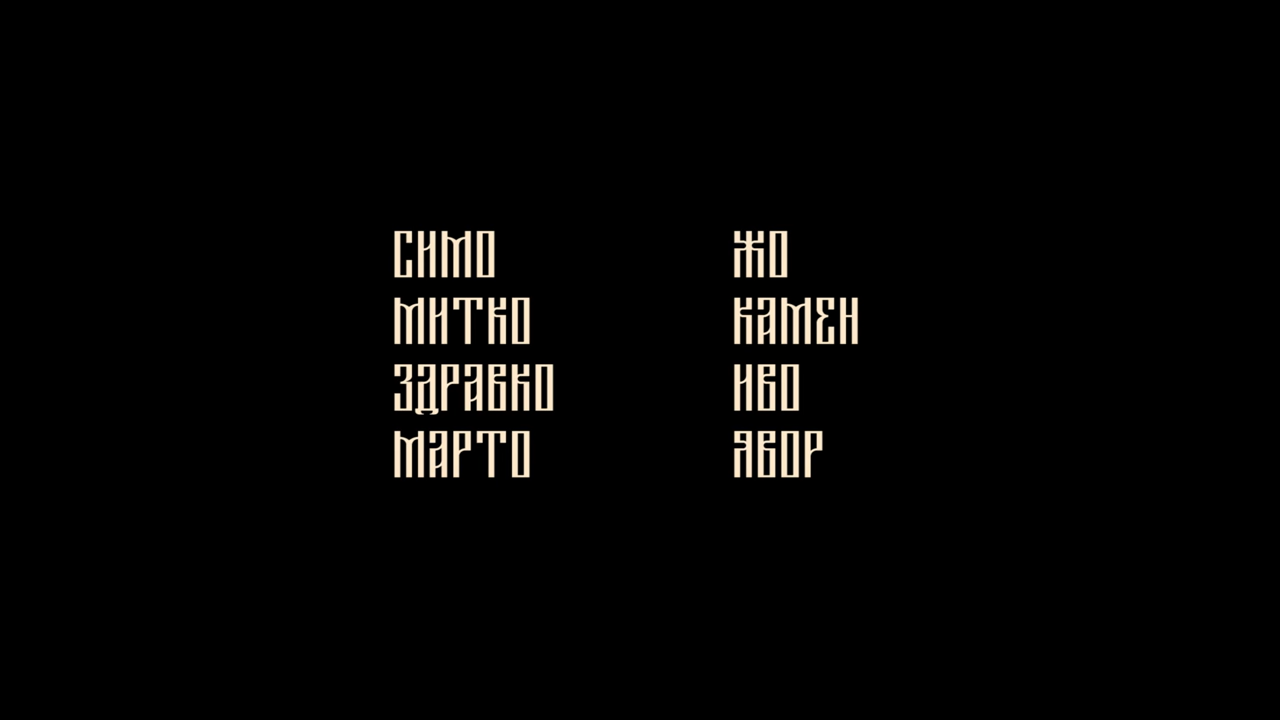 СИМО
МИТКО
ЗДРАВКО
МАРТО
ЖО
КАМЕН
ИВО
ЯВОР